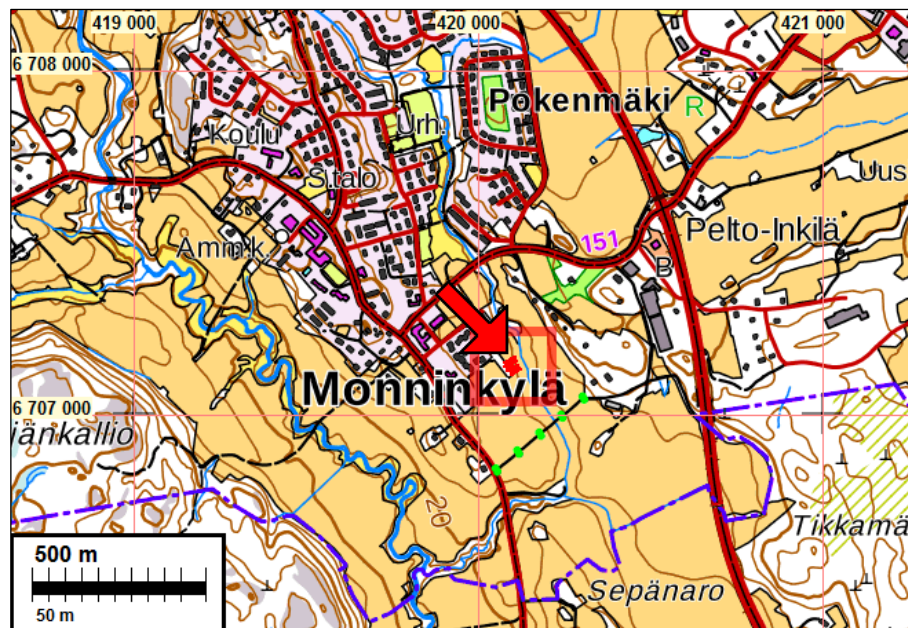 419 000
420 000
421 000
6 708 000
Pokenmäki
R
Urh.
Koulu
S.talo
Uus
Pelto-Inkilä
151
Amm.k.
B
Monninkylä
6 707 000
jänkallio
20
Tikkamä
500 m
50 m
Sepänaro